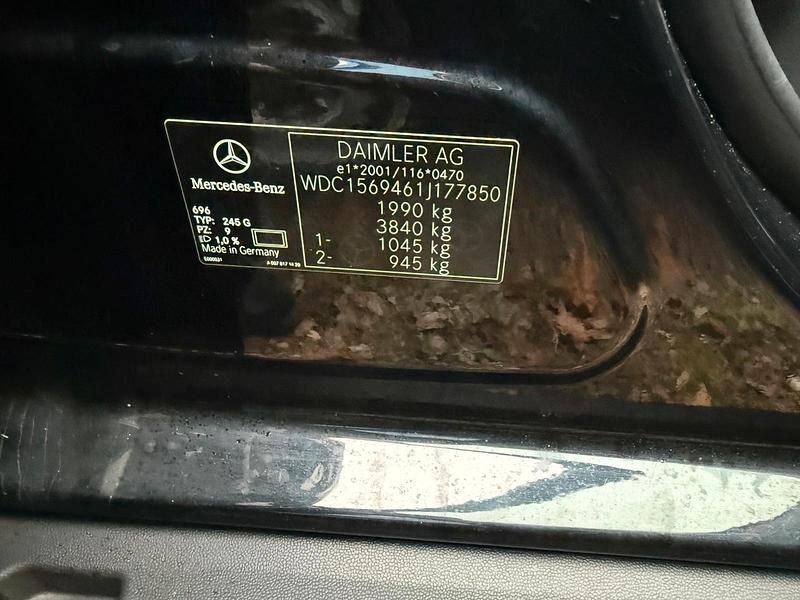 Mercedes-Benz
696
TYP: 245 G
PZ: 9
1,0 %
Made in Germany
DAIMLER AG
e1*2001/116*0470
WDC1569461J177850
1990 kg
3840 kg
1- 1045 kg
2- 945 kg